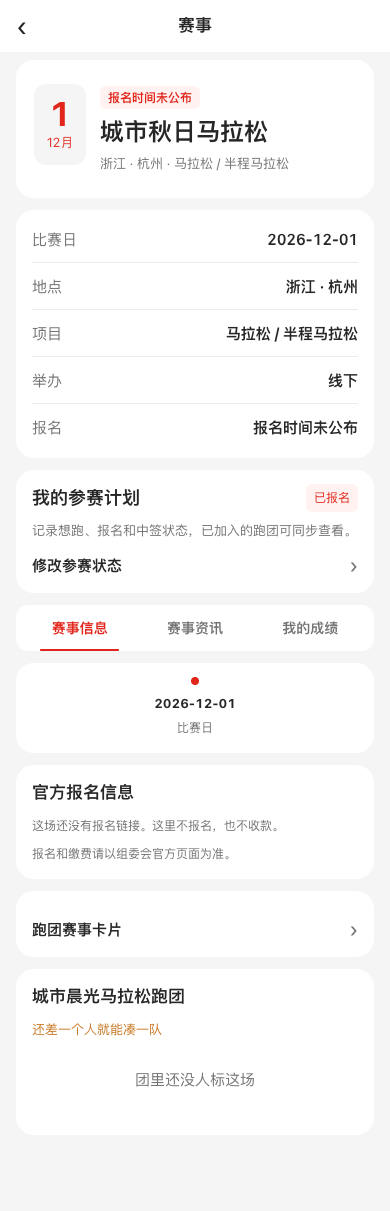 赛事
1
12月
报名时间未公布
城市秋日马拉松
浙江 · 杭州 · 马拉松 / 半程马拉松
比赛日 2026-12-01
地点 浙江 · 杭州
项目 马拉松 / 半程马拉松
举办 线下
报名 报名时间未公布
我的参赛计划 已报名
记录想跑、报名和中签状态，已加入的跑团可同步查看。
修改参赛状态
赛事信息 赛事资讯 我的成绩
2026-12-01
比赛日
官方报名信息
这场还没有报名链接。这里不报名，也不收款。
报名和缴费请以组委会官方页面为准。
跑团赛事卡片
城市晨光马拉松跑团
还差一个人就能凑一队
团里还没人标这场